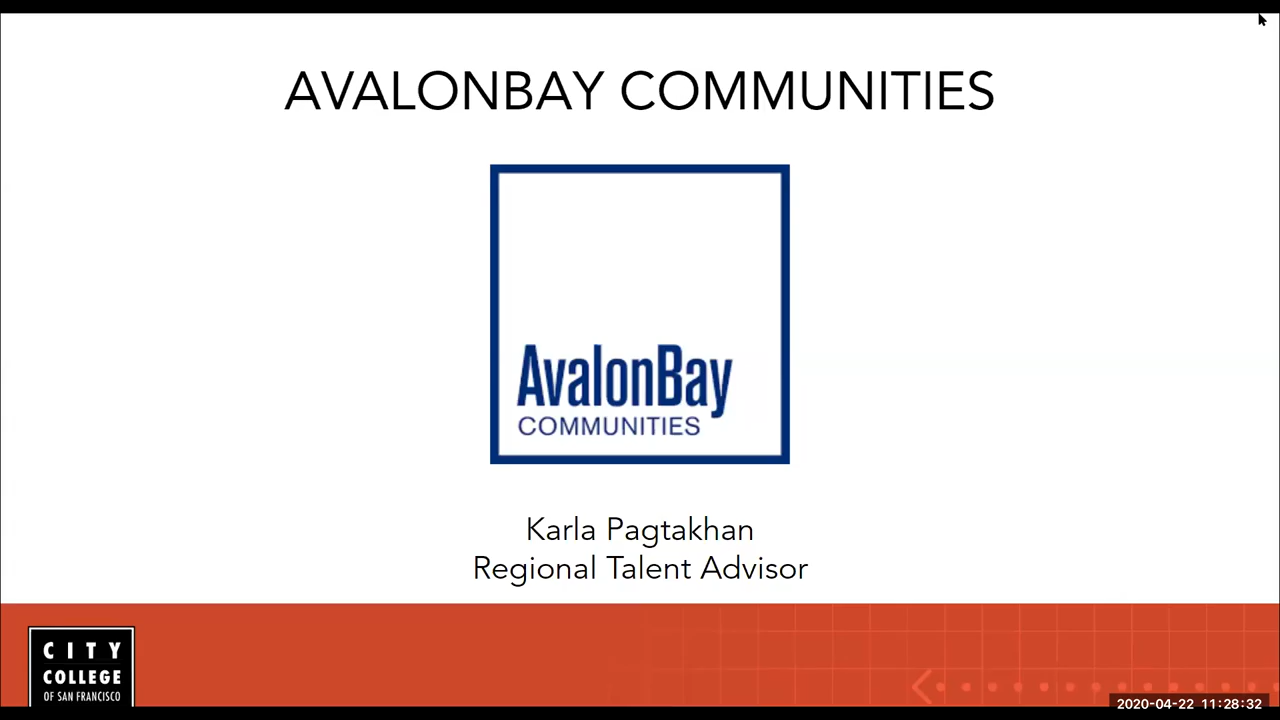 AVALONBAY COMMUNITIES
AvalonBay
COMMUNITIES
Karla Pagtakhan
Regional Talent Advisor
CITY
COLLEGE
OF SAN FRANCISCO
2020-04-22 11:28:32